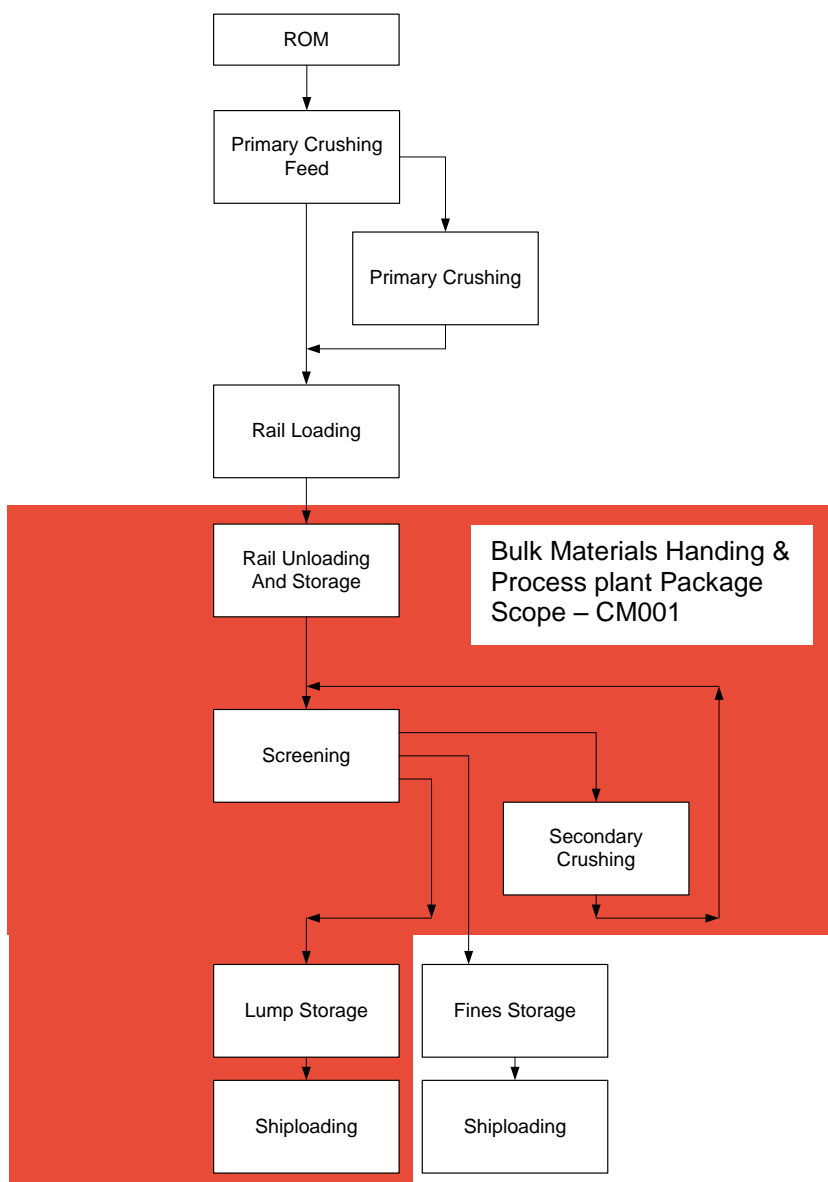 ROM
Primary Crushing
Feed
Primary Crushing
Rail Loading
Rail Unloading
And Storage
Bulk Materials Handing &
Process plant Package
Scope – CM001
Screening
Secondary
Crushing
Lump Storage
Fines Storage
Shiploading
Shiploading